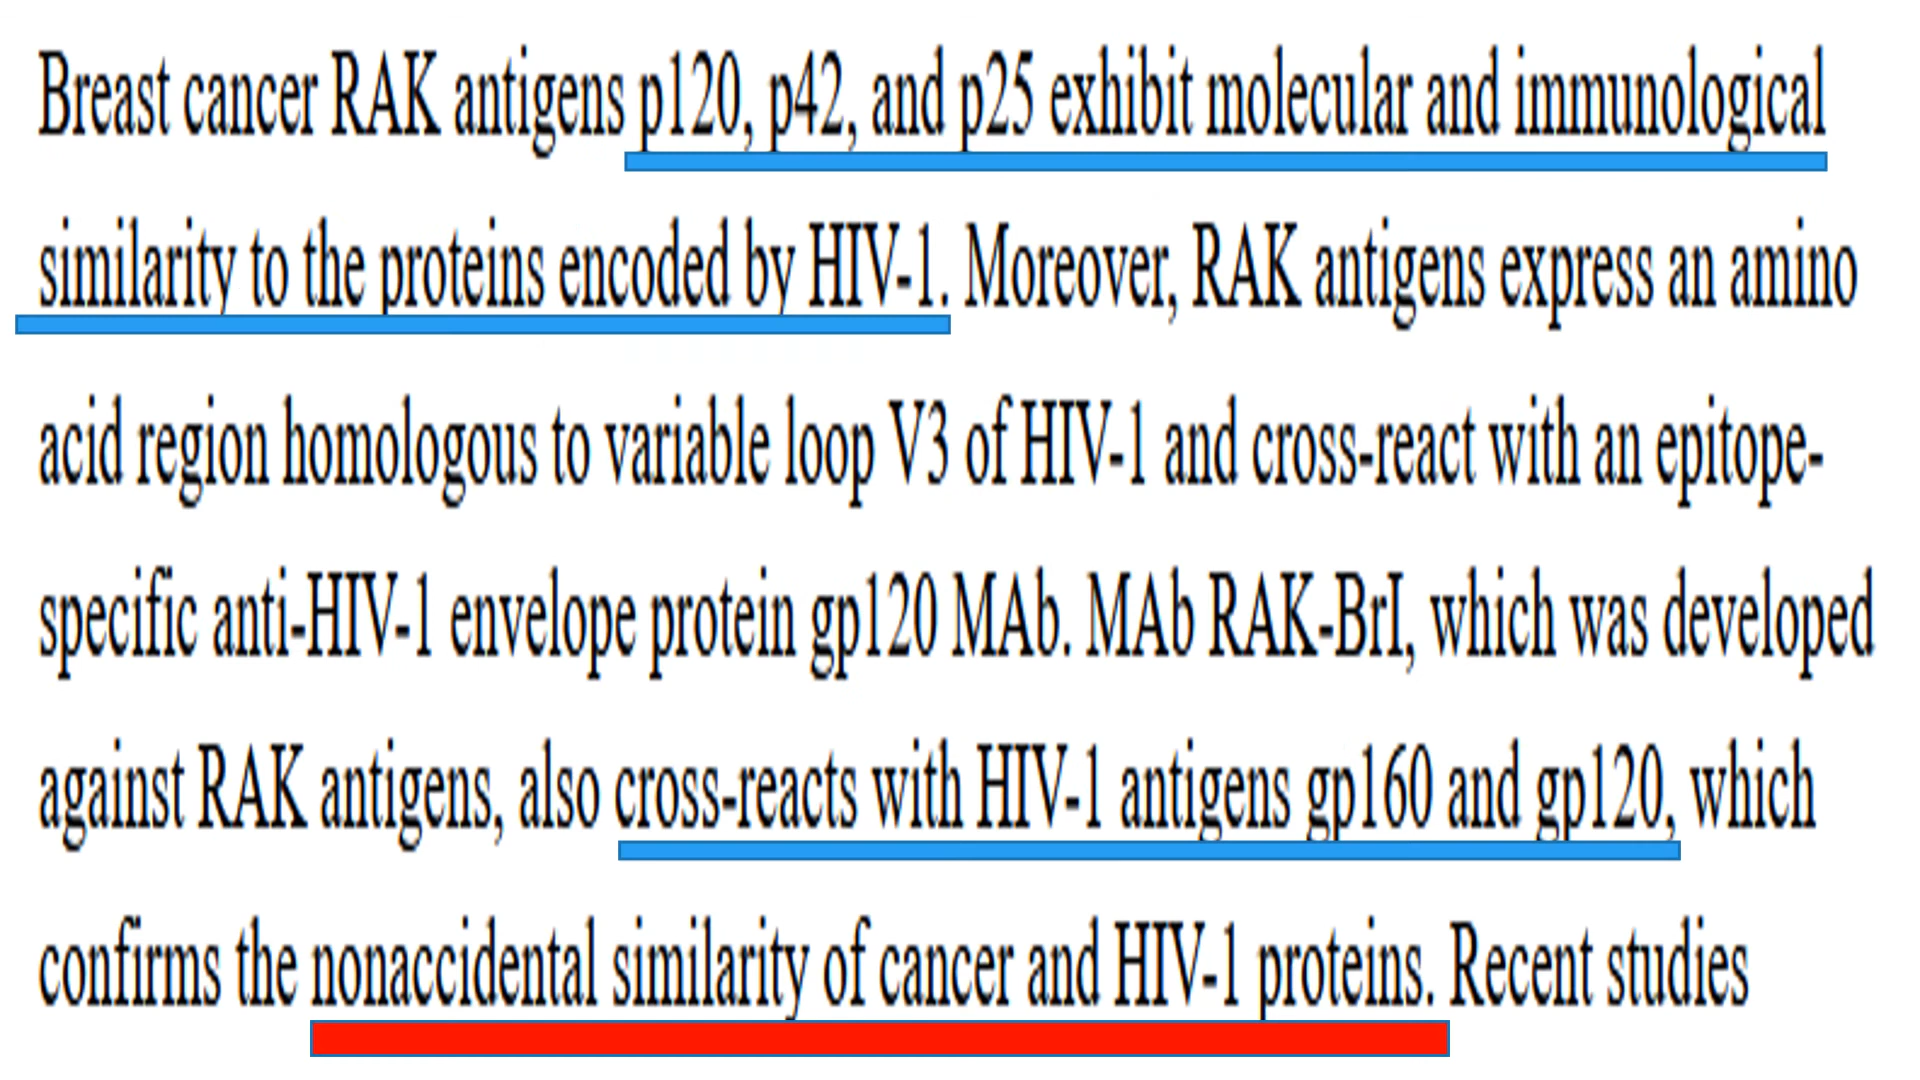 Breast cancer RAK antigens p120, p42, and p25 exhibit molecular and immunological
similarity to the proteins encoded by HIV-1. Moreover, RAK antigens express an amino
acid region homologous to variable loop V3 of HIV-1 and cross-react with an epitope-
specific anti-HIV-1 envelope protein gp120 MAb. MAb RAK-BrI, which was developed
against RAK antigens, also cross-reacts with HIV-1 antigens gp160 and gp120, which
confirms the nonaccidental similarity of cancer and HIV-1 proteins. Recent studies